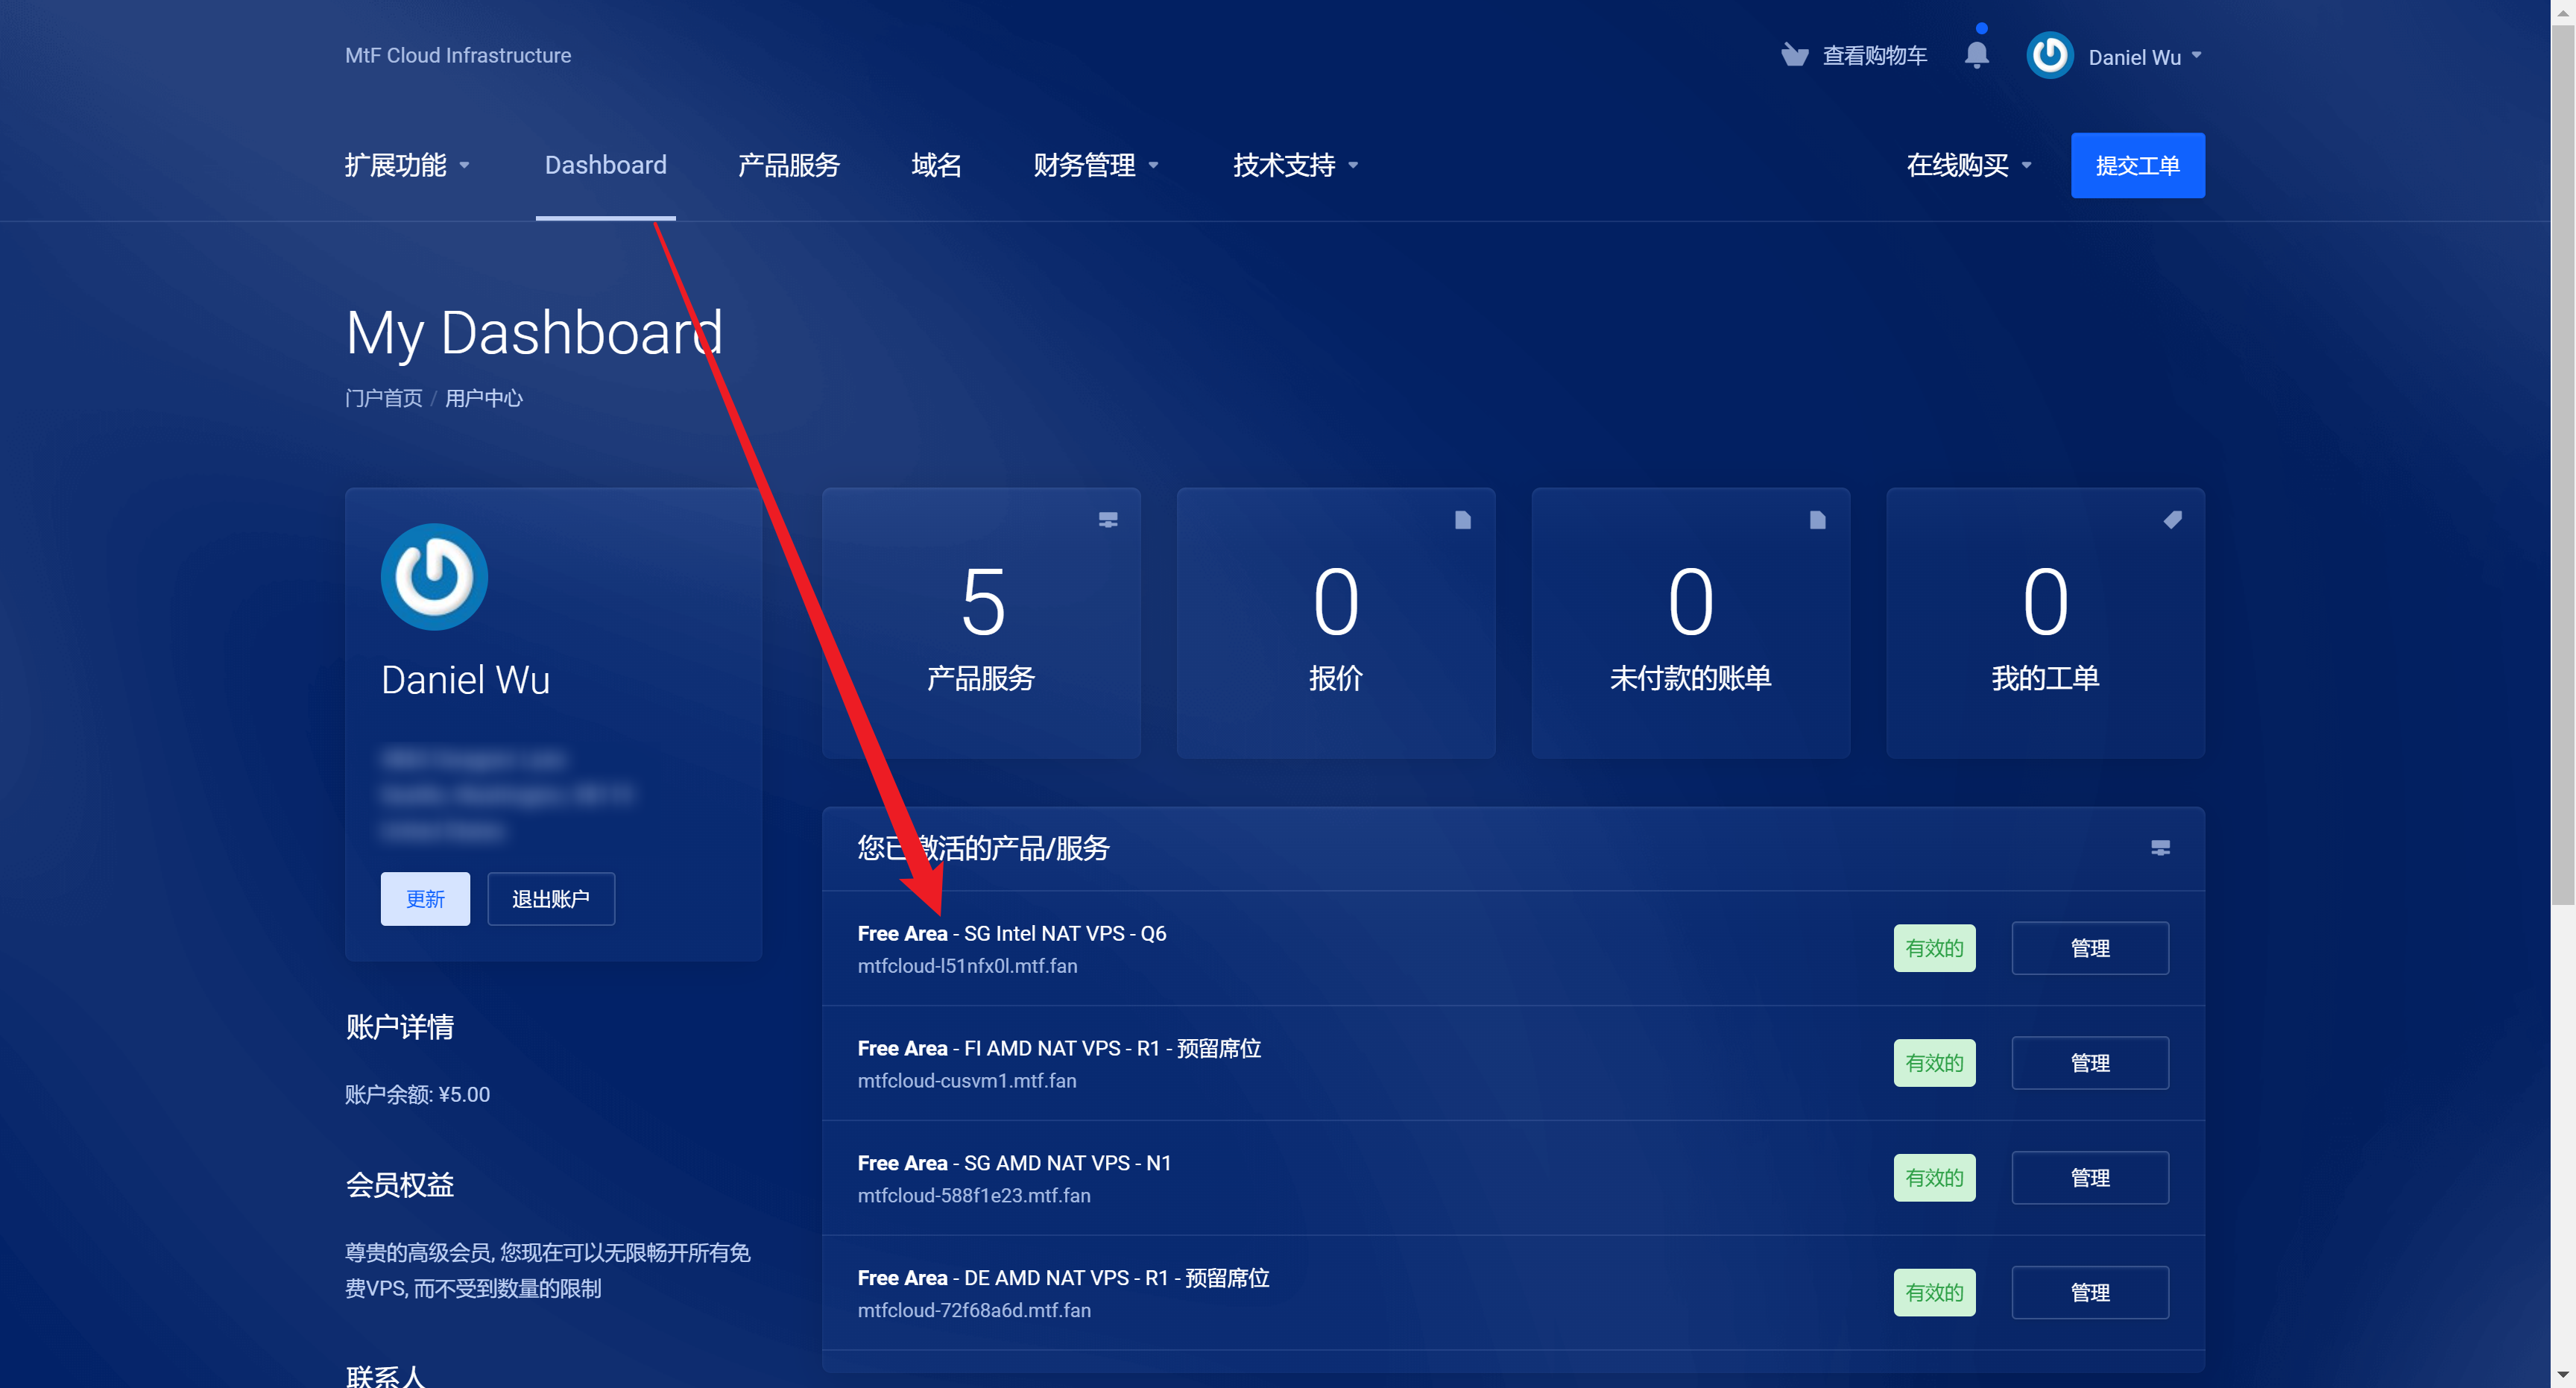 MtF Cloud Infrastructure
查看购物车
Daniel Wu
扩展功能
Dashboard
产品服务
域名
财务管理
技术支持
在线购买
提交工单
My Dashboard
门户首页 / 用户中心
Daniel Wu
更新
退出账户
账户详情
账户余额: ¥5.00
会员权益
尊贵的高级会员, 您现在可以无限畅开所有免
费VPS, 而不受到数量的限制
联系人
5
产品服务
0
报价
0
未付款的账单
0
我的工单
您已激活的产品/服务
Free Area - SG Intel NAT VPS - Q6
mtfcloud-l51nfx0l.mtf.fan
有效的
管理
Free Area - FI AMD NAT VPS - R1 - 预留席位
mtfcloud-cusvm1.mtf.fan
有效的
管理
Free Area - SG AMD NAT VPS - N1
mtfcloud-588f1e23.mtf.fan
有效的
管理
Free Area - DE AMD NAT VPS - R1 - 预留席位
mtfcloud-72f68a6d.mtf.fan
有效的
管理